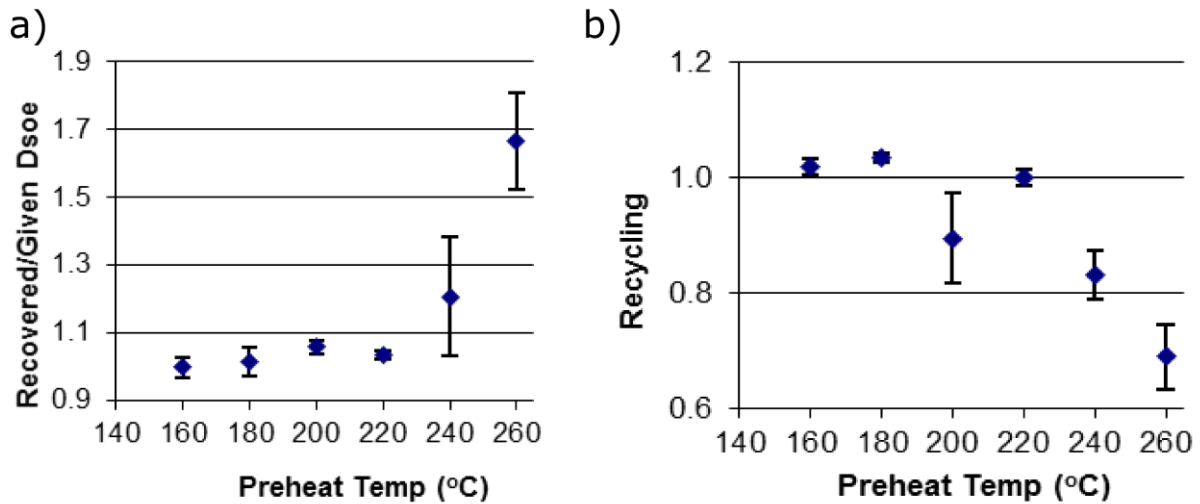 a)
Recovered/Given Dsoe
1.9
1.7
1.5
1.3
1.1
0.9
140 160 180 200 220 240 260
Preheat Temp (°C)
b)
Recycling
1.2
1.0
0.8
0.6
140 160 180 200 220 240 260
Preheat Temp (°C)